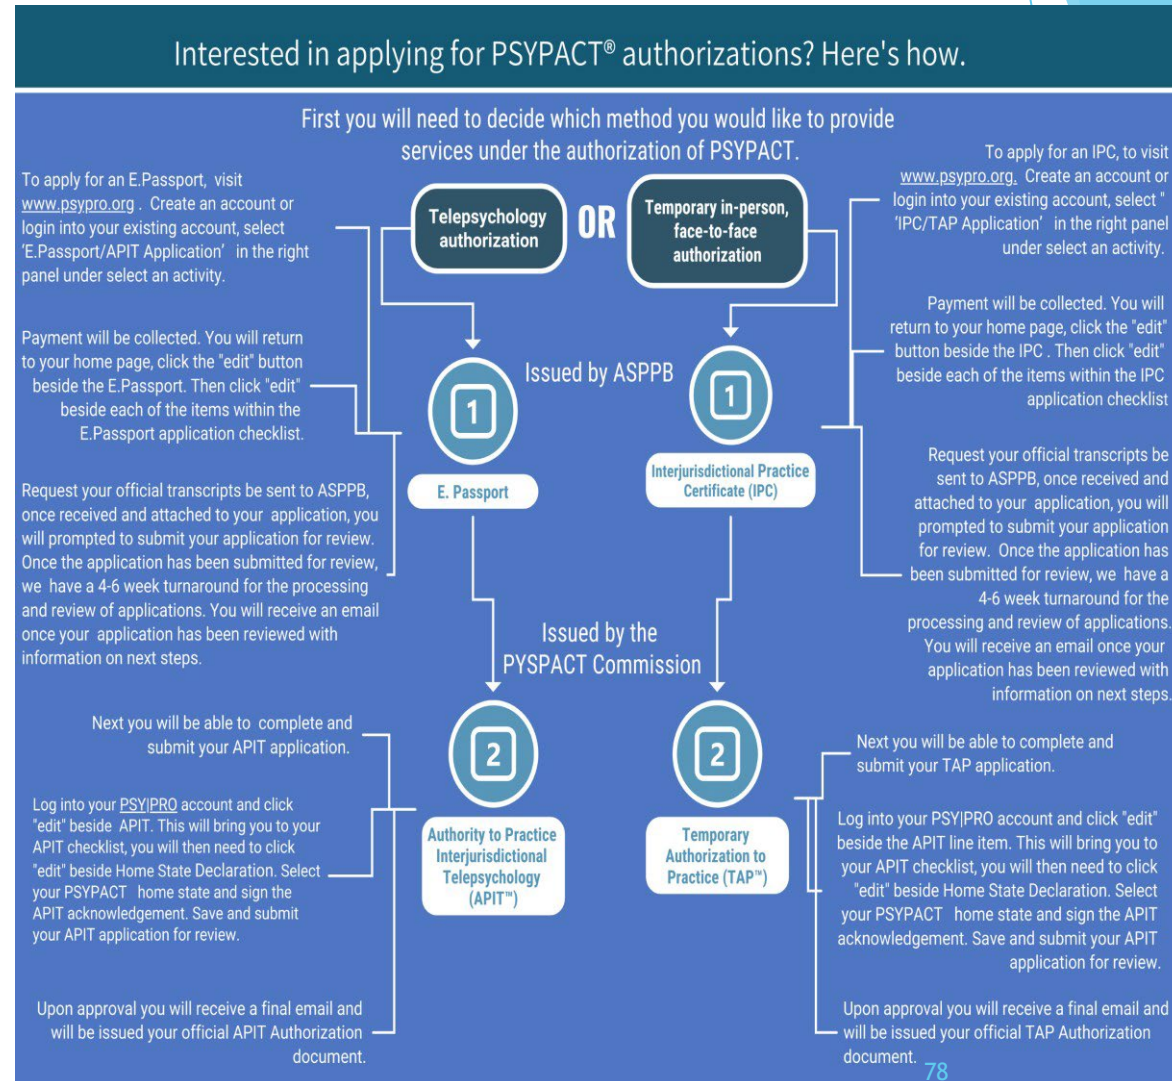 Interested in applying for PSYPACT® authorizations? Here's how.
First you will need to decide which method you would like to provide
services under the authorization of PSYPACT.
Telepsychology
authorization
OR
Temporary in-person,
face-to-face
authorization
To apply for an E.Passport, visit
www.psypro.org . Create an account or
login into your existing account, select
'E.Passport/APIT Application' in the right
panel under select an activity.
Payment will be collected. You will return
to your home page, click the "edit" button
beside the E.Passport. Then click "edit"
beside each of the items within the
E.Passport application checklist.
Request your official transcripts be sent to ASPPB,
once received and attached to your application, you
will prompted to submit your application for review.
Once the application has been submitted for review,
we have a 4-6 week turnaround for the processing
and review of applications. You will receive an email
once your application has been reviewed with
information on next steps.
To apply for an IPC, to visit
www.psypro.org. Create an account or
login into your existing account, select "
'IPC/TAP Application' in the right panel
under select an activity.
Payment will be collected. You will
return to your home page, click the "edit"
button beside the IPC . Then click "edit"
beside each of the items within the IPC
application checklist
Request your official transcripts be
sent to ASPPB, once received and
attached to your application, you will
prompted to submit your application
for review. Once the application has
been submitted for review, we have a
4-6 week turnaround for the
processing and review of applications.
You will receive an email once your
application has been reviewed with
information on next steps.
Issued by ASPPB
1
E. Passport
1
Interjurisdictional Practice
Certificate (IPC)
Issued by the
PYSPACT Commission
2
Authority to Practice
Interjurisdictional
Telepsychology
(APIT™)
2
Temporary
Authorization to
Practice (TAP™)
Next you will be able to complete and
submit your APIT application.
Log into your PSY|PRO account and click
"edit" beside APIT. This will bring you to your
APIT checklist, you will then need to click
"edit" beside Home State Declaration. Select
your PSYPACT home state and sign the
APIT acknowledgement. Save and submit
your APIT application for review.
Upon approval you will receive a final email and
will be issued your official APIT Authorization
document.
Next you will be able to complete and
submit your TAP application.
Log into your PSY|PRO account and click "edit"
beside the APIT line item. This will bring you to
your APIT checklist, you will then need to click
"edit" beside Home State Declaration. Select
your PSYPACT home state and sign the APIT
acknowledgement. Save and submit your APIT
application for review.
Upon approval you will receive a final email and
will be issued your official TAP Authorization
document.
78